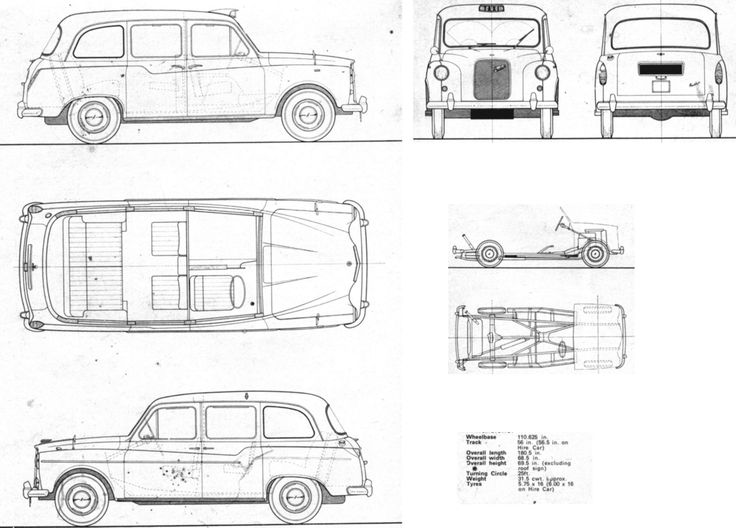 Wheelbase 110.625 in.
Track 56 in. (56.5 in. on
Hire Car)
Overall length 180.5 in.
Overall width 68.5 in.
Overall height 69.5 in. (excluding
roof sign)
Turning Circle 25ft.
Weight 31.5 cwt. approx.
Tyres 5.75 x 16 (6.00 x 16
on Hire Car)